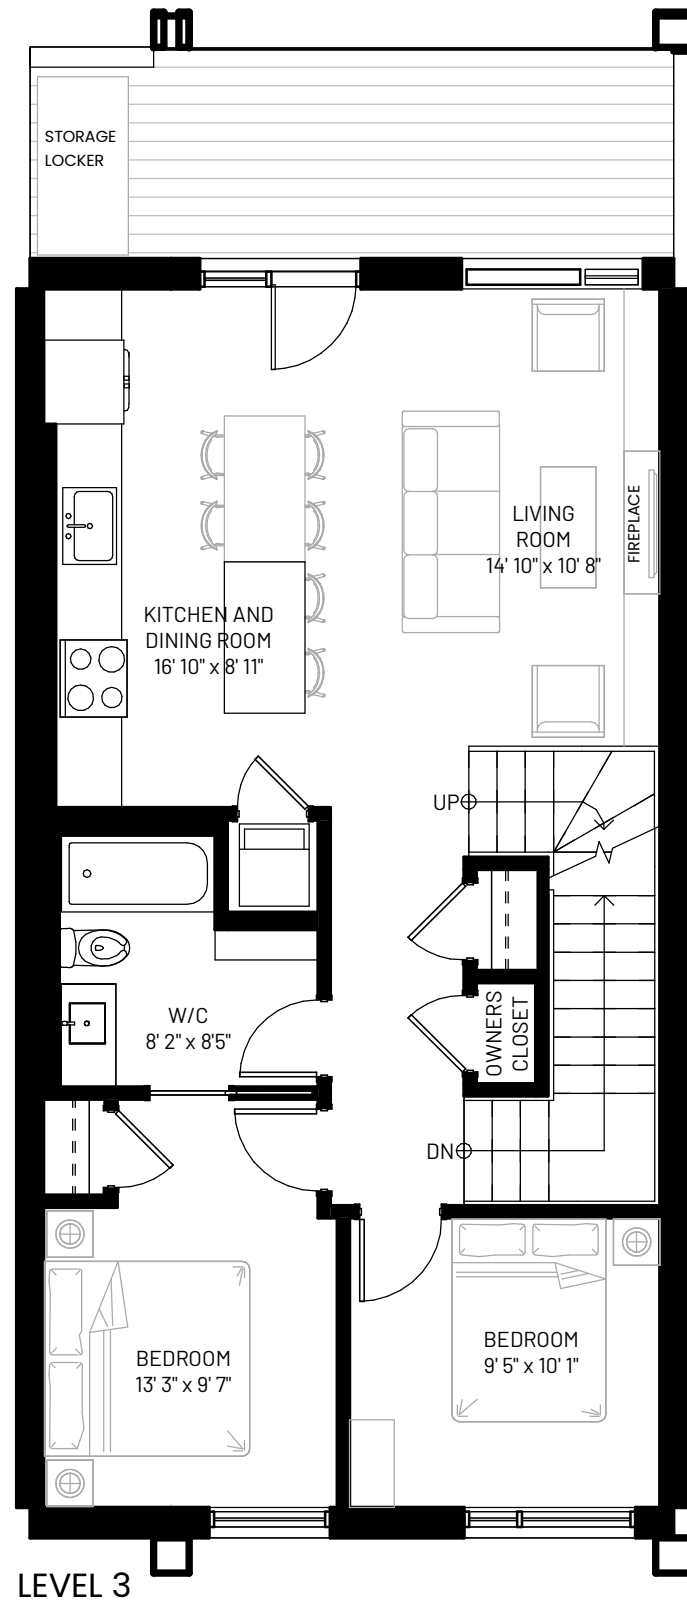 STORAGE
LOCKER
LIVING
ROOM
14' 10" x 10' 8"
FIREPLACE
KITCHEN AND
DINING ROOM
16' 10" x 8' 11"
UP
OWNERS
CLOSET
W/C
8' 2" x 8'5"
DN
BEDROOM
13' 3" x 9' 7"
BEDROOM
9' 5" x 10' 1"
LEVEL 3